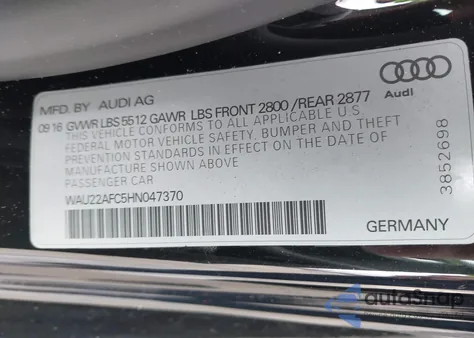 MFD. BY AUDI AG
09 16 GVWR LBS 5512 GAWR LBS FRONT 2800 /REAR 2877
THIS VEHICLE CONFORMS TO ALL APPLICABLE U.S
FEDERAL MOTOR VEHICLE SAFETY, BUMPER AND THEFT
PREVENTION STANDARDS IN EFFECT ON THE DATE OF
MANUFACTURE SHOWN ABOVE
PASSENGER CAR
WAU22AFC5HN047370
Audi
3852698
GERMANY
autoSnap